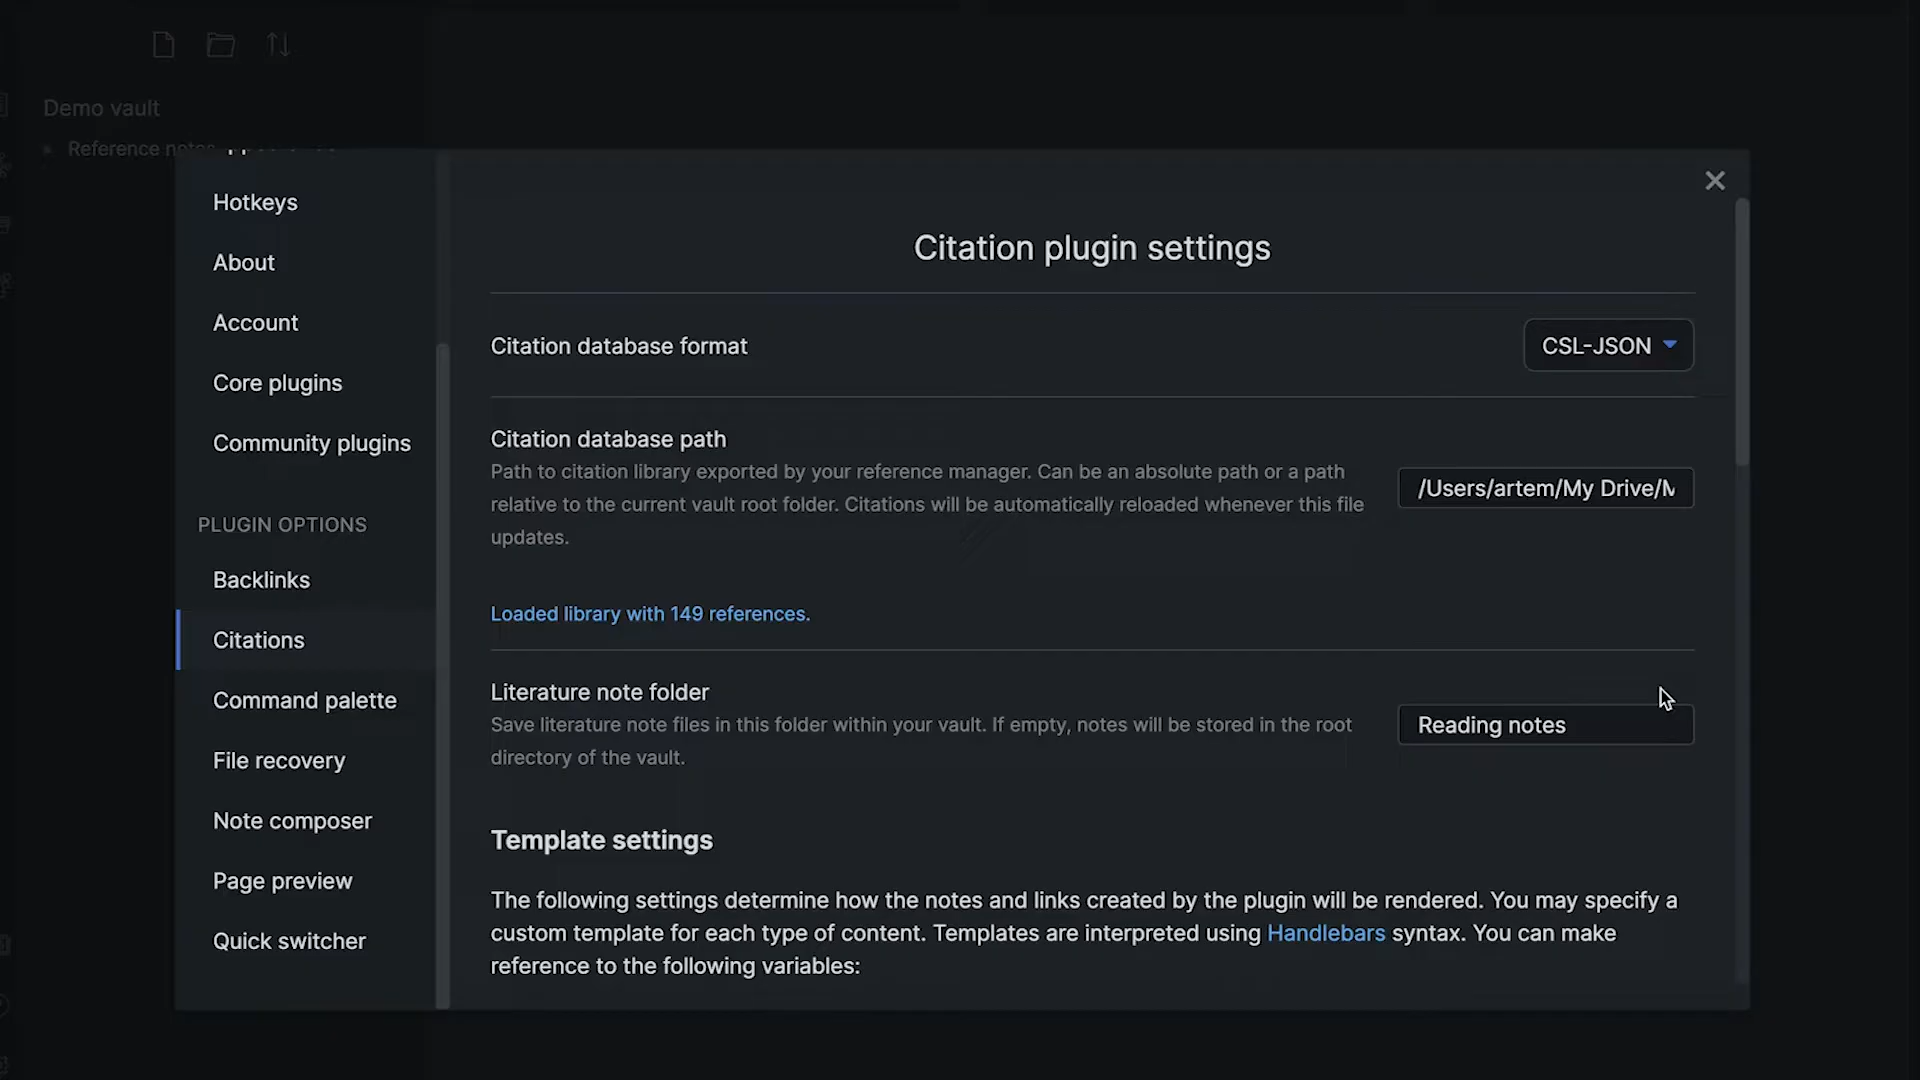 Demo vault
Reference notes
Hotkeys
About
Account
Core plugins
Community plugins
PLUGIN OPTIONS
Backlinks
Citations
Command palette
File recovery
Note composer
Page preview
Quick switcher
Citation plugin settings
Citation database format
CSL-JSON
Citation database path
Path to citation library exported by your reference manager. Can be an absolute path or a path
relative to the current vault root folder. Citations will be automatically reloaded whenever this file
updates.
/Users/artem/My Drive/M
Loaded library with 149 references.
Literature note folder
Save literature note files in this folder within your vault. If empty, notes will be stored in the root
directory of the vault.
Reading notes
Template settings
The following settings determine how the notes and links created by the plugin will be rendered. You may specify a
custom template for each type of content. Templates are interpreted using Handlebars syntax. You can make
reference to the following variables: